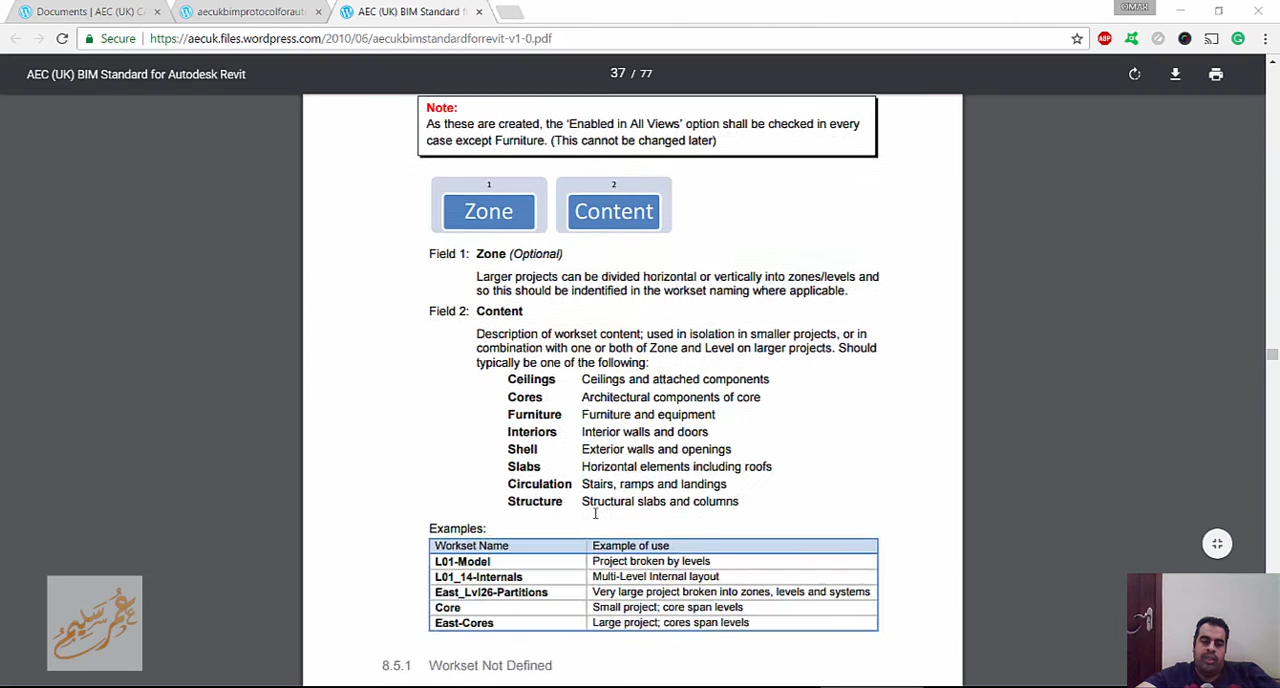 Documents | AEC (UK) C
aecukbimprotocolforaut
AEC (UK) BIM Standard f
OMAR
Secure
https://aecuk.files.wordpress.com/2010/06/aecukbimstandardforrevit-v1-0.pdf
ABP
AEC (UK) BIM Standard for Autodesk Revit
37 / 77
Note:
As these are created, the 'Enabled in All Views' option shall be checked in every
case except Furniture. (This cannot be changed later)
1
2
Zone
Content
Field 1: Zone (Optional)
Larger projects can be divided horizontal or vertically into zones/levels and
so this should be indentified in the workset naming where applicable.
Field 2: Content
Description of workset content; used in isolation in smaller projects, or in
combination with one or both of Zone and Level on larger projects. Should
typically be one of the following:
Ceilings Ceilings and attached components
Cores Architectural components of core
Furniture Furniture and equipment
Interiors Interior walls and doors
Shell Exterior walls and openings
Slabs Horizontal elements including roofs
Circulation Stairs, ramps and landings
Structure Structural slabs and columns
Examples:
Workset Name Example of use
L01-Model Project broken by levels
L01_14-Internals Multi-Level Internal layout
East_Lvl26-Partitions Very large project broken into zones, levels and systems
Core Small project; core span levels
East-Cores Large project; cores span levels
8.5.1 Workset Not Defined
عمر سليم